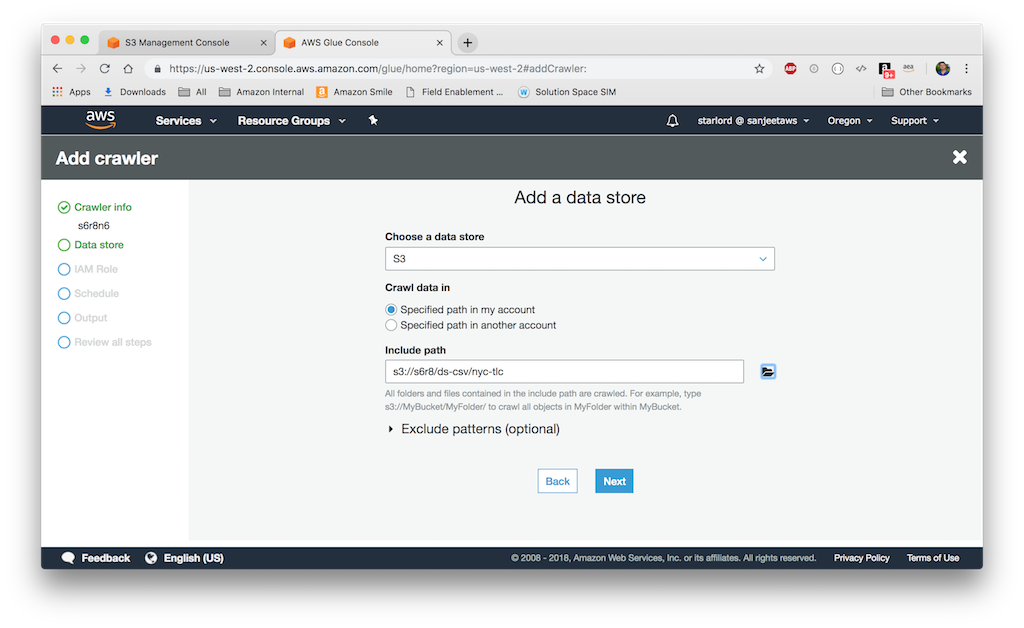 S3 Management Console
AWS Glue Console
https://us-west-2.console.aws.amazon.com/glue/home?region=us-west-2#addCrawler:
ABP
a
g+
aea
Apps
Downloads
All
Amazon Internal
a
Amazon Smile
Field Enablement ...
W
Solution Space SIM
Other Bookmarks
aws
Services
Resource Groups
starlord @ sanjeetaws
Oregon
Support
Add crawler
Crawler info
s6r8n6
Data store
IAM Role
Schedule
Output
Review all steps
Add a data store
Choose a data store
S3
Crawl data in
Specified path in my account
Specified path in another account
Include path
s3://s6r8/ds-csv/nyc-tlc
All folders and files contained in the include path are crawled. For example, type
s3://MyBucket/MyFolder/ to crawl all objects in MyFolder within MyBucket.
Exclude patterns (optional)
Back
Next
Feedback
English (US)
© 2008 - 2018, Amazon Web Services, Inc. or its affiliates. All rights reserved.
Privacy Policy
Terms of Use